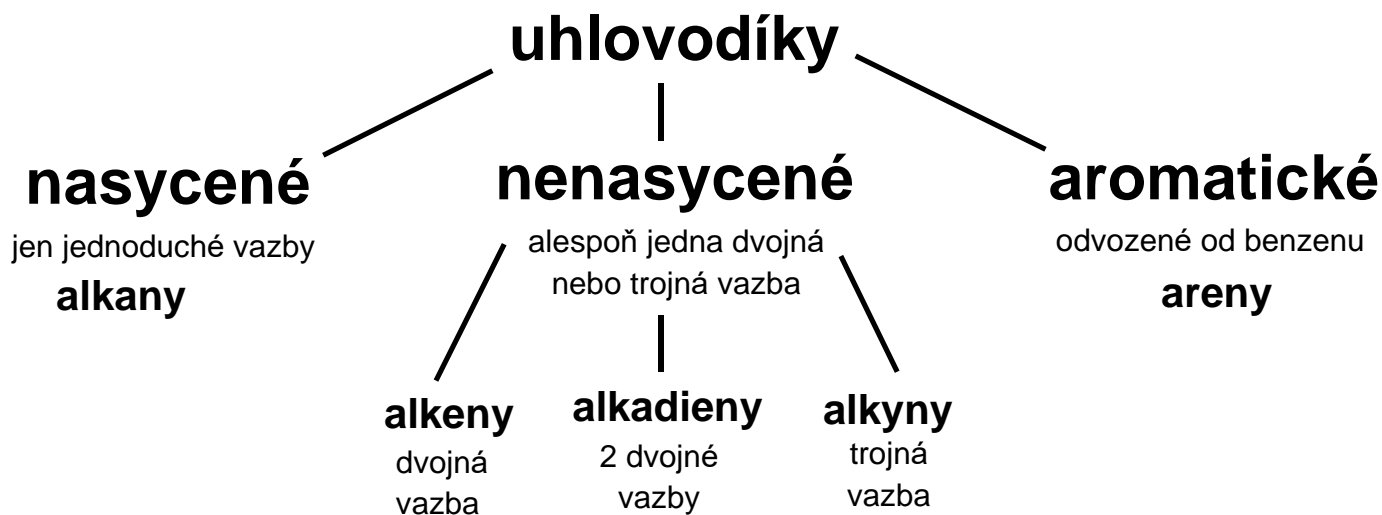 uhlovodíky
nasycené
jen jednoduché vazby
alkany
nenasycené
alespoň jedna dvojná
nebo trojná vazba
aromatické
odvozené od benzenu
areny
alkeny
dvojná
vazba
alkadieny
2 dvojné
vazby
alkyny
trojná
vazba